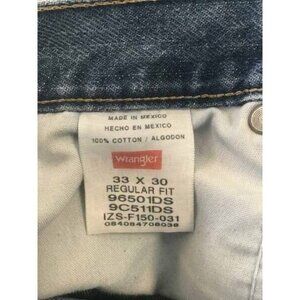 MADE IN MEXICO
HECHO EN MEXICO
100% COTTON / ALGODON
Wrangler
33 X 30
REGULAR FIT
96501DS
9C511DS
IZS-F150-031
084084708038